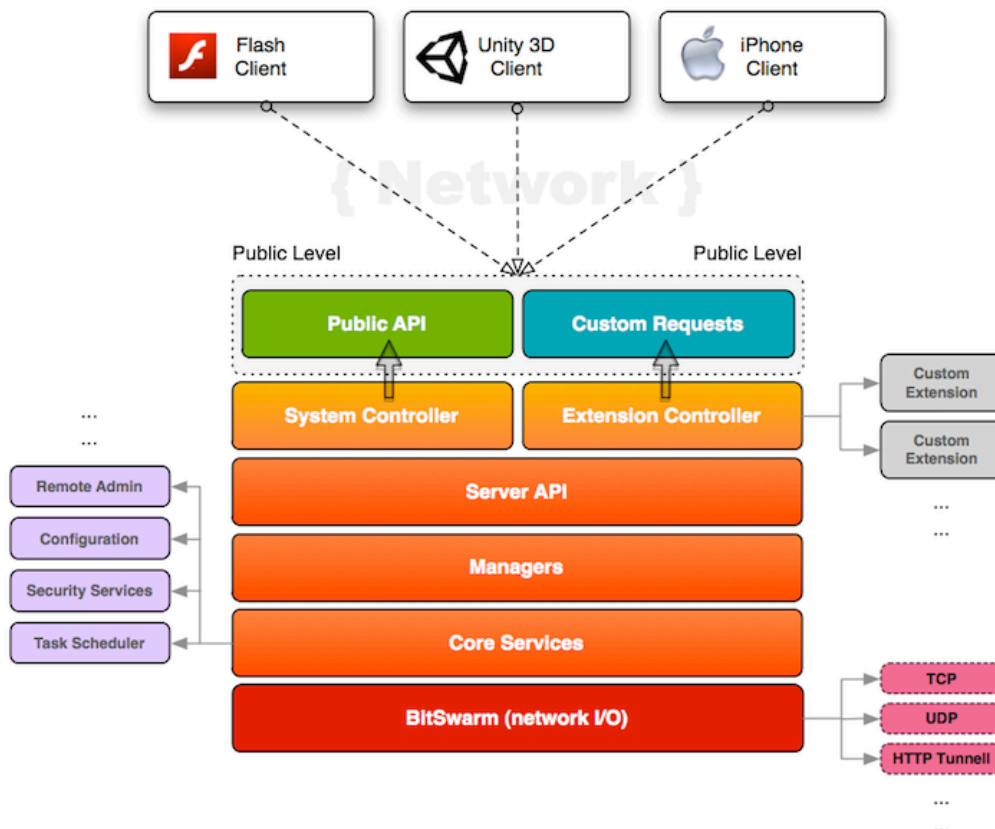 Flash
Client
Unity 3D
Client
iPhone
Client
{ Network }
Public Level
Public Level
Public API
Custom Requests
System Controller
Extension Controller
Custom
Extension
Custom
Extension
...
...
...
...
Remote Admin
Configuration
Security Services
Task Scheduler
Server API
Managers
Core Services
BitSwarm (network I/O)
TCP
UDP
HTTP Tunnell
...
...